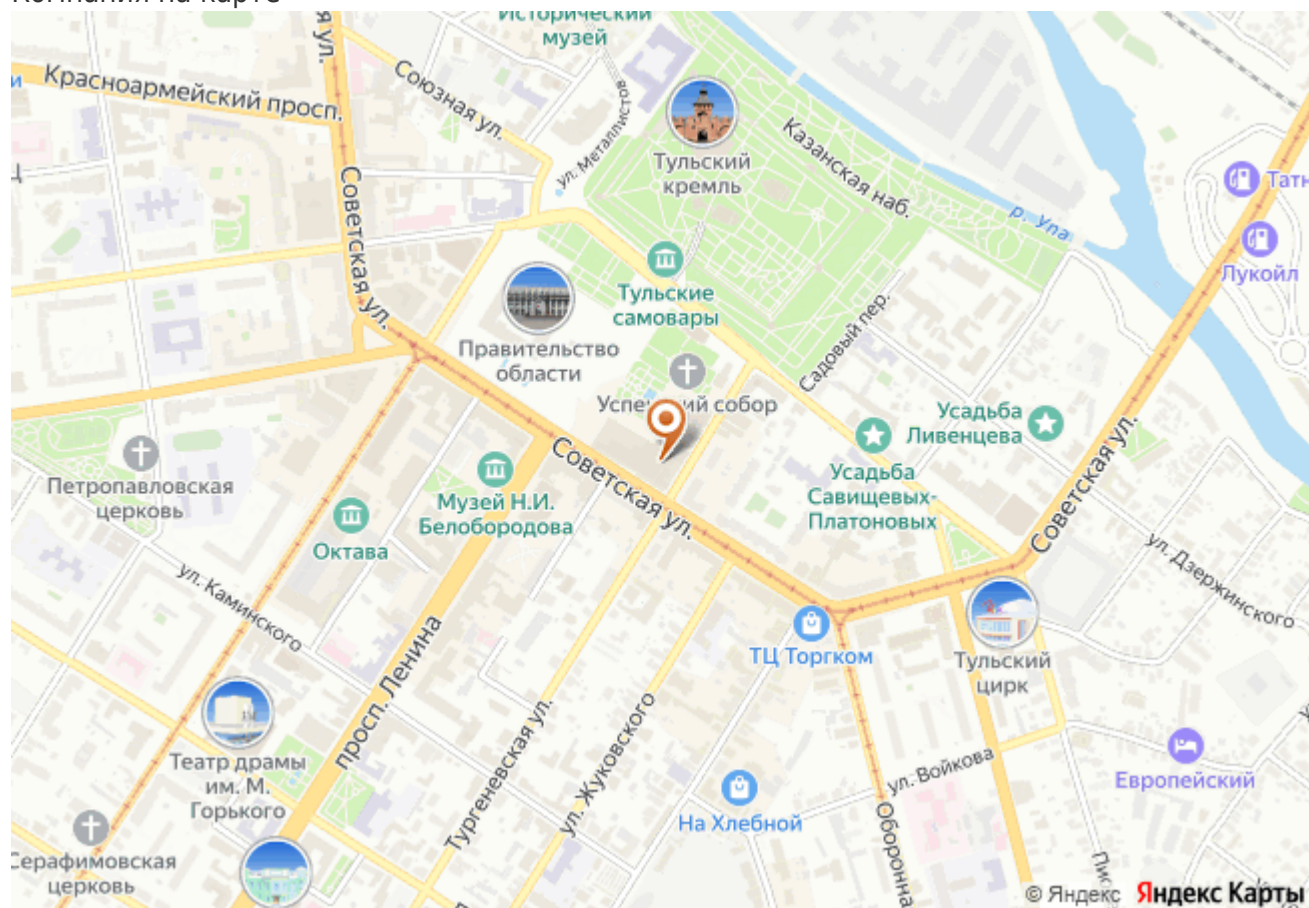 Компания на карте
Исторический
музей
Красноармейский просп.
Союзная ул.
ул. Металлистов
Тульский
кремль
Казанская наб.
р. Упа
Татн
Лукойл
Советская ул.
Тульские
самовары
Правительство
области
Садовый пер.
Успенский собор
Усадьба
Ливенцева
Усадьба
Савищевых-
Платоновых
Советская ул.
Петропавловская
церковь
Музей Н.И.
Белобородова
Октава
Советская ул.
ул. Дзержинского
ул. Каминского
просп. Ленина
ТЦ Торгком
Тульский
цирк
Театр драмы
им. М.
Горького
Тургеневская ул.
ул. Жуковского
ул. Войкова
Европейский
На Хлебной
Оборонна
Серафимовская
церковь
© Яндекс Яндекс Карты